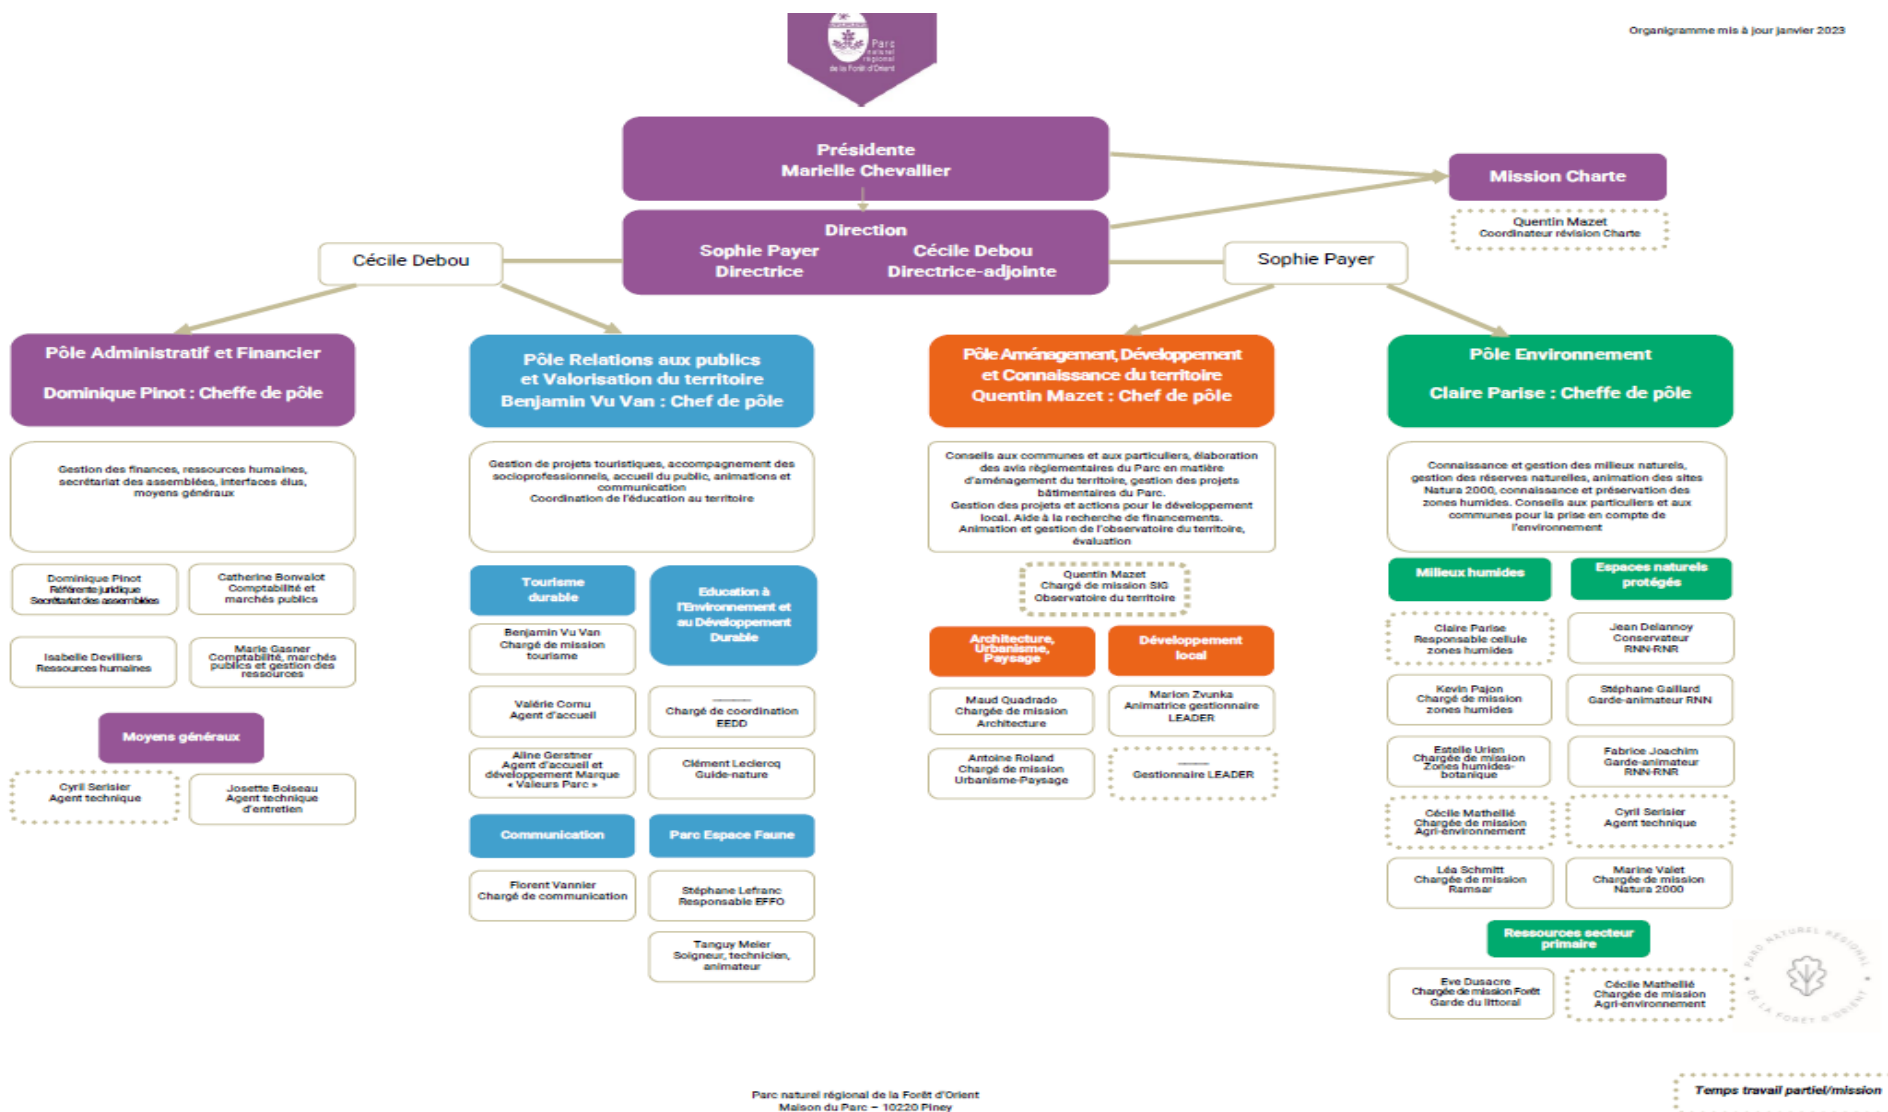 Parc
naturel
régional
de la Forêt d'Orient
Organigramme mis à jour janvier 2023
Présidente
Marielle Chevallier
Mission Charte
Quentin Mazet
Coordinateur révision Charte
Direction
Sophie Payer
Directrice
Cécile Debou
Directrice-adjointe
Cécile Debou
Sophie Payer
Pôle Administratif et Financier
Dominique Pinot : Cheffe de pôle
Gestion des finances, ressources humaines,
secrétariat des assemblées, interfaces élus,
moyens généraux
Dominique Pinot
Référente juridique
Secrétariat des assemblées
Catherine Bonvalot
Comptabilité et
marchés publics
Isabelle Devilliers
Ressources humaines
Marie Gasner
Comptabilité, marchés
publics et gestion des
ressources
Moyens généraux
Cyril Serisier
Agent technique
Josette Boiseau
Agent technique
d'entretien
Pôle Relations aux publics
et Valorisation du territoire
Benjamin Vu Van : Chef de pôle
Gestion de projets touristiques, accompagnement des
socioprofessionnels, accueil du public, animations et
communication
Coordination de l'éducation au territoire
Tourisme
durable
Benjamin Vu Van
Chargé de mission
tourisme
Valérie Cornu
Agent d'accueil
Aline Gerstner
Agent d'accueil et
développement Marque
« Valeurs Parc »
Education à
l'Environnement et
au Développement
Durable
Chargé de coordination
EEDD
Clément Leclercq
Guide-nature
Communication
Florent Vannier
Chargé de communication
Parc Espace Faune
Stéphane Lefranc
Responsable EFFO
Tanguy Meier
Soigneur, technicien,
animateur
Pôle Aménagement, Développement
et Connaissance du territoire
Quentin Mazet : Chef de pôle
Conseils aux communes et aux particuliers, élaboration
des avis règlementaires du Parc en matière
d'aménagement du territoire, gestion des projets
bâtimentaires du Parc.
Gestion des projets et actions pour le développement
local. Aide à la recherche de financements.
Animation et gestion de l'observatoire du territoire,
évaluation
Quentin Mazet
Chargé de mission SIG
Observatoire du territoire
Architecture,
Urbanisme,
Paysage
Maud Quadrado
Chargée de mission
Architecture
Antoine Roland
Chargé de mission
Urbanisme-Paysage
Développement
local
Marion Zvunka
Animatrice gestionnaire
LEADER
Gestionnaire LEADER
Pôle Environnement
Claire Parise : Cheffe de pôle
Connaissance et gestion des milieux naturels,
gestion des réserves naturelles, animation des sites
Natura 2000, connaissance et préservation des
zones humides. Conseils aux particuliers et aux
communes pour la prise en compte de
l'environnement
Milieux humides
Claire Parise
Responsable cellule
zones humides
Kevin Pajon
Chargé de mission
zones humides
Estelle Urien
Chargée de mission
Zones humides-
botanique
Cécile Mathellié
Chargée de mission
Agri-environnement
Léa Schmitt
Chargée de mission
Ramsar
Espaces naturels
protégés
Jean Delannoy
Conservateur
RNN-RNR
Stéphane Gaillard
Garde-animateur RNN
Fabrice Joachim
Garde-animateur
RNN-RNR
Cyril Serisier
Agent technique
Marine Valet
Chargée de mission
Natura 2000
Ressources secteur
primaire
Eve Dusacre
Chargée de mission Forêt
Garde du littoral
Cécile Mathellié
Chargée de mission
Agri-environnement
PARC NATUREL RÉGIONAL
DE LA FORÊT D'ORIENT
Parc naturel régional de la Forêt d'Orient
Maison du Parc – 10220 Piney
Temps travail partiel/mission